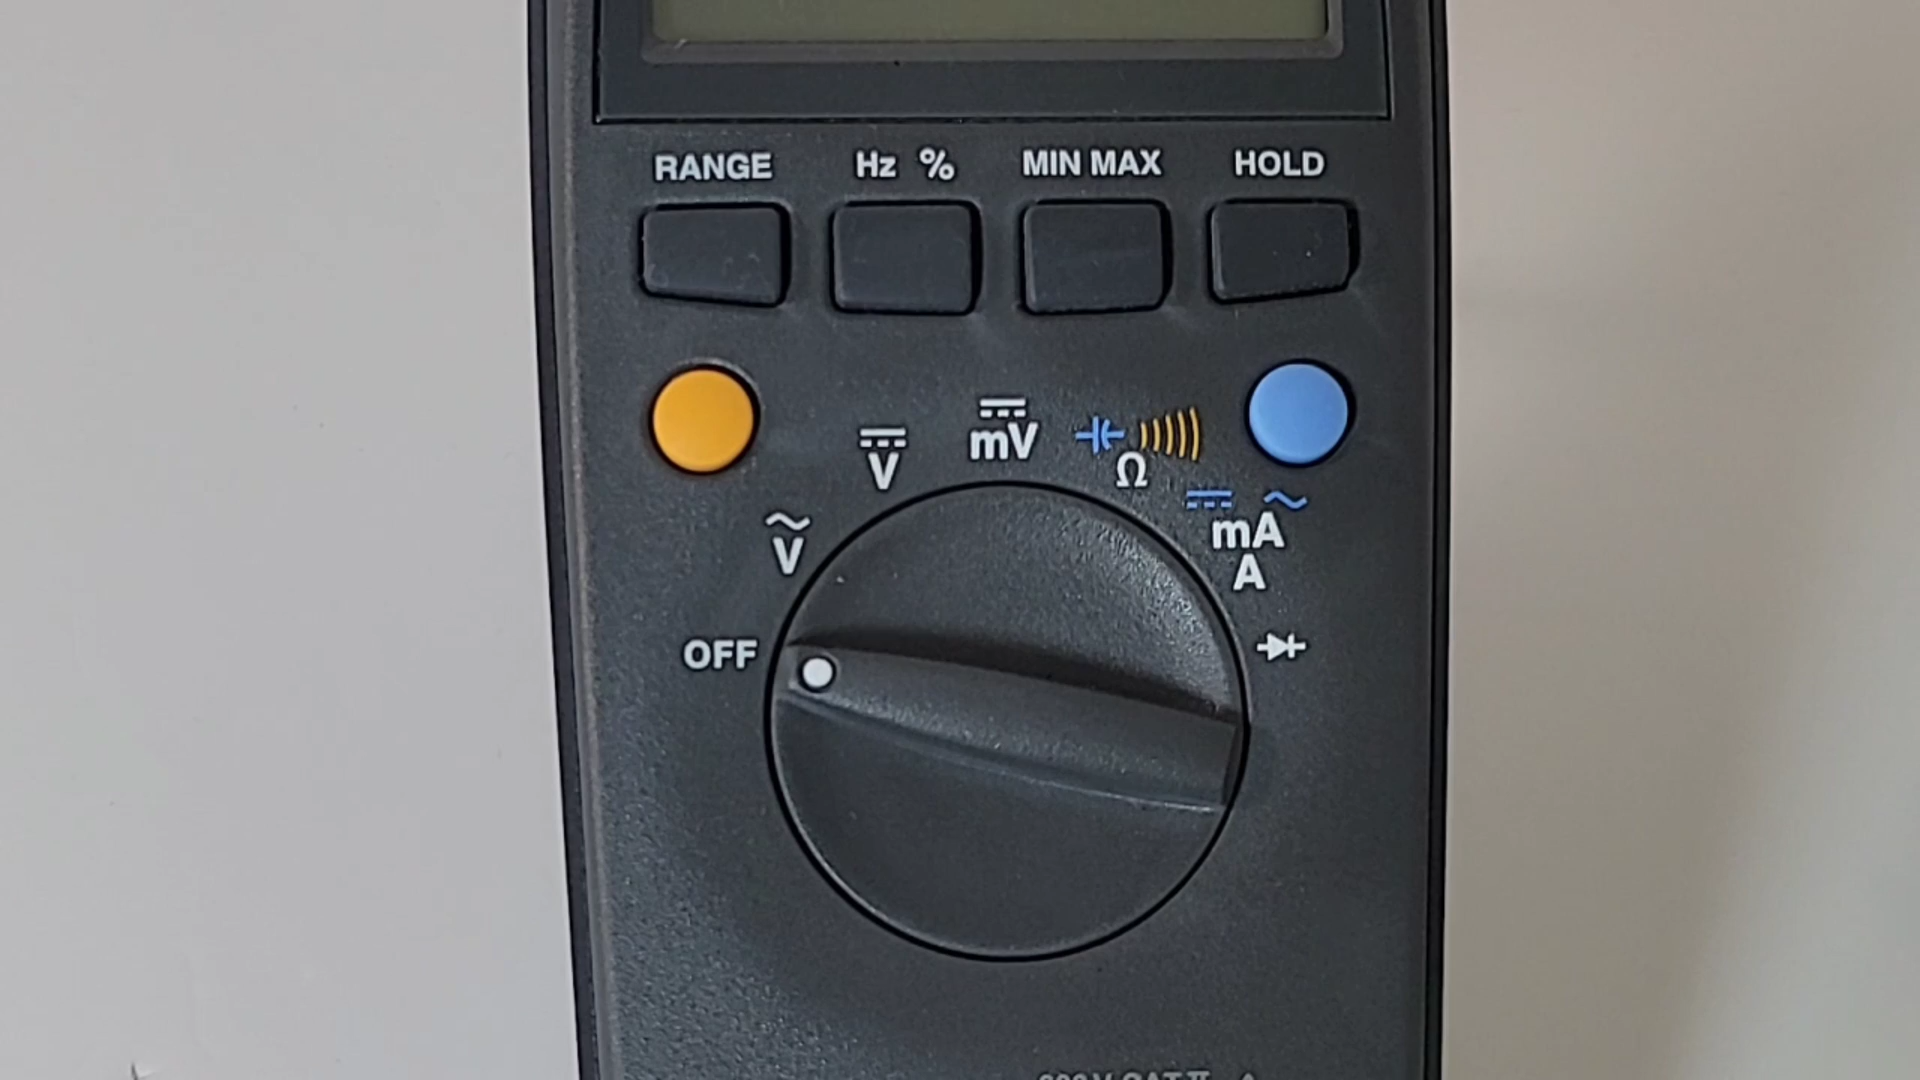 RANGE Hz % MIN MAX HOLD
mV
V
Ω
mA
A
V
OFF